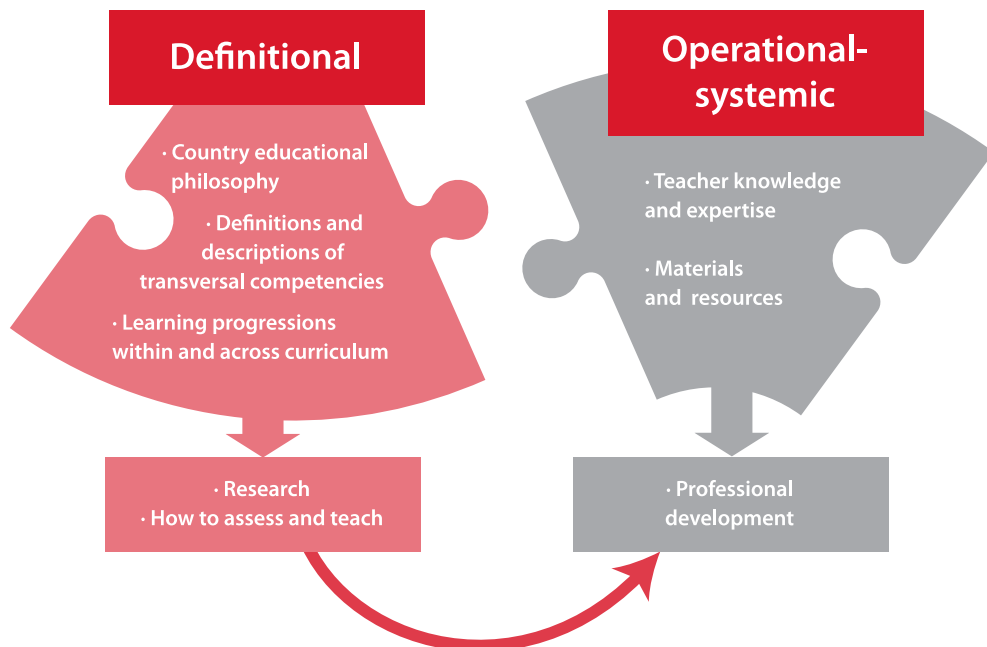 Definitional
· Country educational
philosophy
· Definitions and
descriptions of
transversal competencies
· Learning progressions
within and across curriculum
· Research
· How to assess and teach
Operational-
systemic
· Teacher knowledge
and expertise
· Materials
and resources
· Professional
development